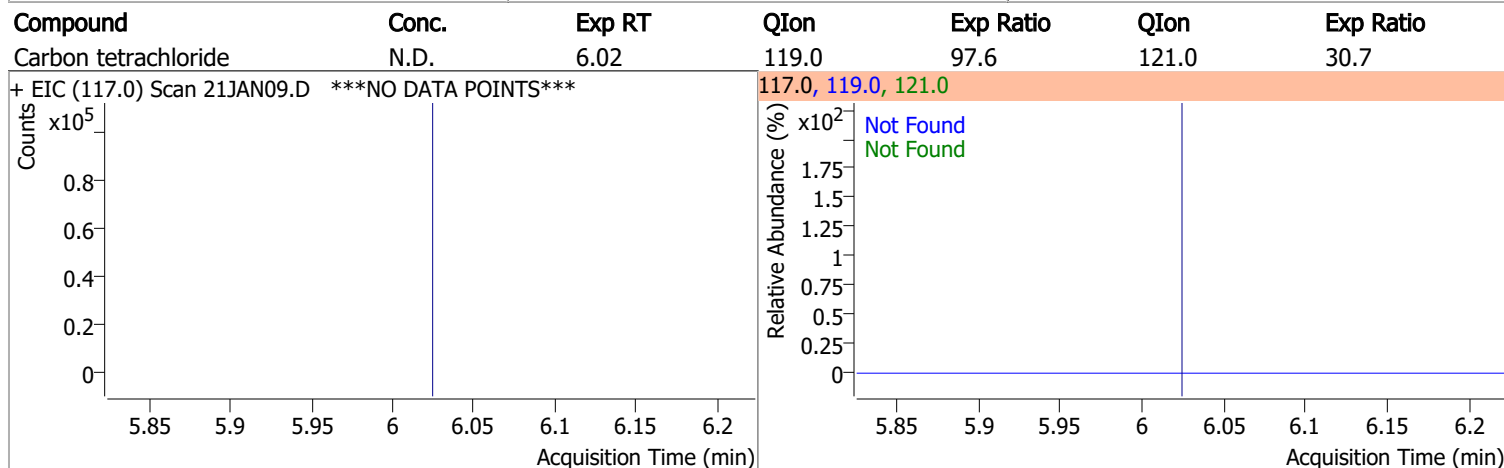 Compound Conc. Exp RT QIon Exp Ratio QIon Exp Ratio
Carbon tetrachloride N.D. 6.02 119.0 97.6 121.0 30.7
+ EIC (117.0) Scan 21JAN09.D ***NO DATA POINTS***
Counts
x10^5
0.8
0.6
0.4
0.2
0
5.85 5.9 5.95 6 6.05 6.1 6.15 6.2
Acquisition Time (min)
117.0, 119.0, 121.0
Relative Abundance (%)
x10^2
Not Found
Not Found
1.75
1.5
1.25
1
0.75
0.5
0.25
0
5.85 5.9 5.95 6 6.05 6.1 6.15 6.2
Acquisition Time (min)